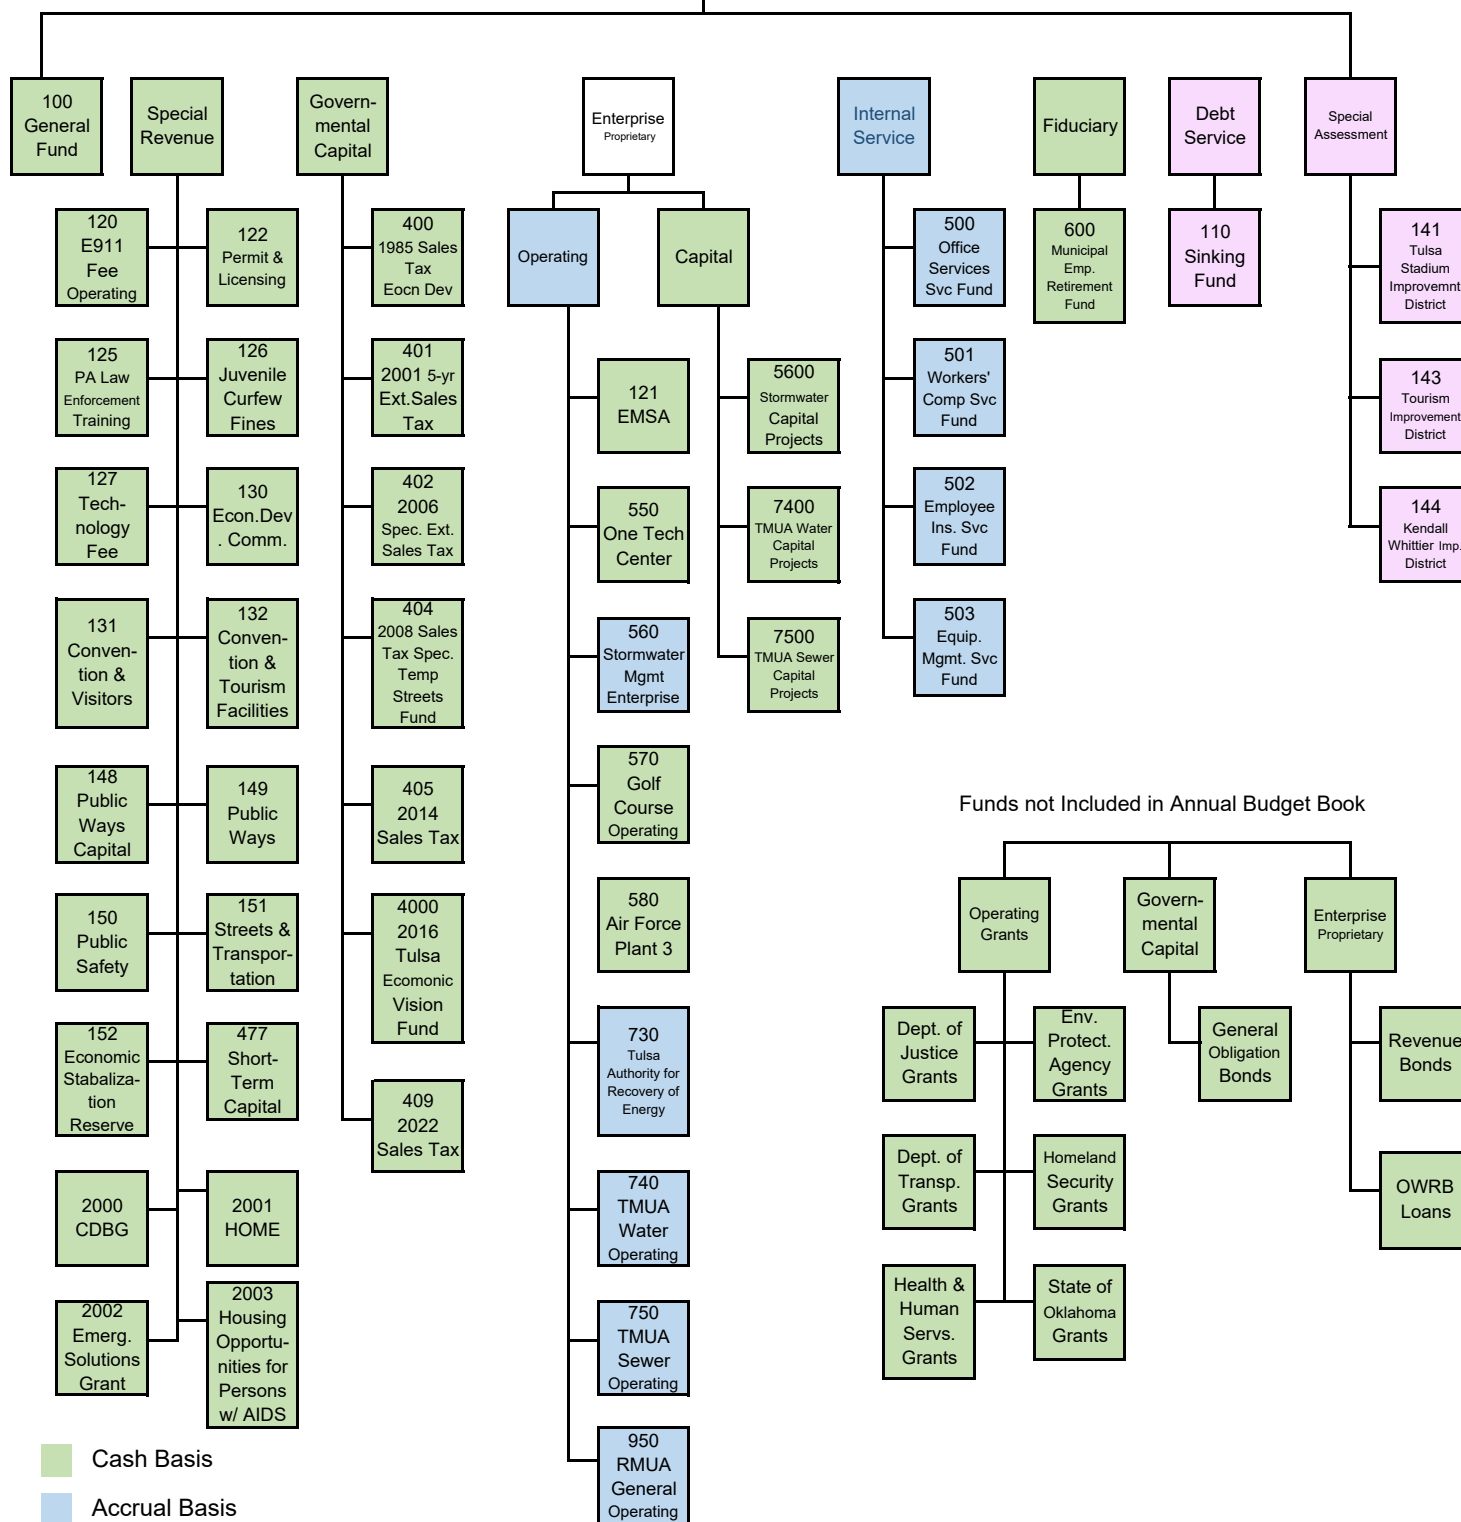 100
General
Fund
Special
Revenue
Govern-
mental
Capital
Enterprise
Proprietary
Internal
Service
Fiduciary
Debt
Service
Special
Assessment
120
E911
Fee
Operating
122
Permit &
Licensing
125
PA Law
Enforcement
Training
126
Juvenile
Curfew
Fines
127
Tech-
nology
Fee
130
Econ.Dev
. Comm.
131
Conven-
tion &
Visitors
132
Conven-
tion &
Tourism
Facilities
148
Public
Ways
Capital
149
Public
Ways
150
Public
Safety
151
Streets &
Transpor-
tation
152
Economic
Stabaliza-
tion
Reserve
477
Short-
Term
Capital
2000
CDBG
2001
HOME
2002
Emerg.
Solutions
Grant
2003
Housing
Opportu-
nities for
Persons
w/ AIDS
400
1985 Sales
Tax
Eocn Dev
401
2001 5-yr
Ext.Sales
Tax
402
2006
Spec. Ext.
Sales Tax
404
2008 Sales
Tax Spec.
Temp
Streets
Fund
405
2014
Sales Tax
4000
2016
Tulsa
Ecomonic
Vision
Fund
409
2022
Sales Tax
Operating
Capital
121
EMSA
550
One Tech
Center
560
Stormwater
Mgmt
Enterprise
570
Golf
Course
Operating
580
Air Force
Plant 3
730
Tulsa
Authority for
Recovery of
Energy
740
TMUA
Water
Operating
750
TMUA
Sewer
Operating
950
RMUA
General
Operating
5600
Stormwater
Capital
Projects
7400
TMUA Water
Capital
Projects
7500
TMUA Sewer
Capital
Projects
500
Office
Services
Svc Fund
501
Workers'
Comp Svc
Fund
502
Employee
Ins. Svc
Fund
503
Equip.
Mgmt. Svc
Fund
600
Municipal
Emp.
Retirement
Fund
110
Sinking
Fund
141
Tulsa
Stadium
Improvemnt
District
143
Tourism
Improvement
District
144
Kendall
Whittier Imp.
District
Funds not Included in Annual Budget Book
Operating
Grants
Govern-
mental
Capital
Enterprise
Proprietary
Dept. of
Justice
Grants
Env.
Protect.
Agency
Grants
Dept. of
Transp.
Grants
Homeland
Security
Grants
Health &
Human
Servs.
Grants
State of
Oklahoma
Grants
General
Obligation
Bonds
Revenue
Bonds
OWRB
Loans
Cash Basis
Accrual Basis